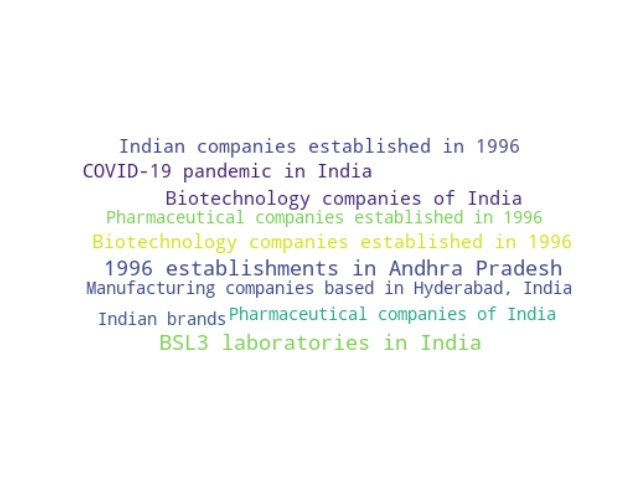 Indian companies established in 1996
COVID-19 pandemic in India
Biotechnology companies of India
Pharmaceutical companies established in 1996
Biotechnology companies established in 1996
1996 establishments in Andhra Pradesh
Manufacturing companies based in Hyderabad, India
Indian brands Pharmaceutical companies of India
BSL3 laboratories in India